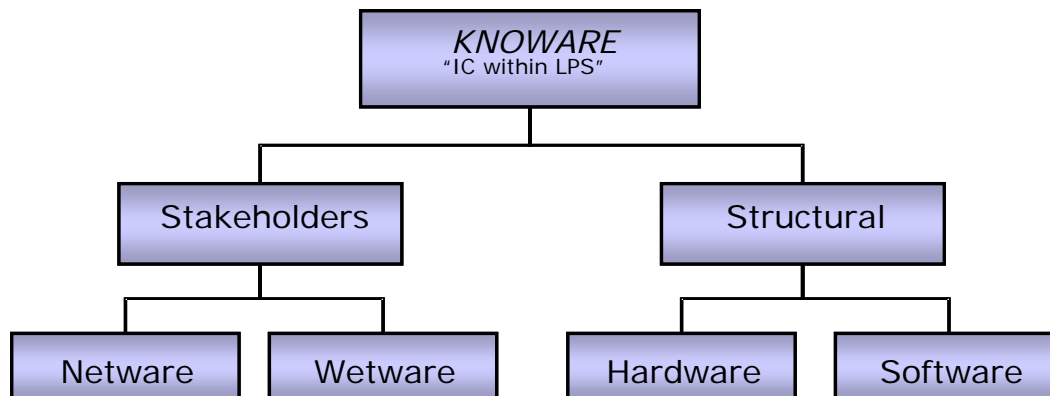 KNOWARE
“IC within LPS”
Stakeholders
Structural
Netware
Wetware
Hardware
Software